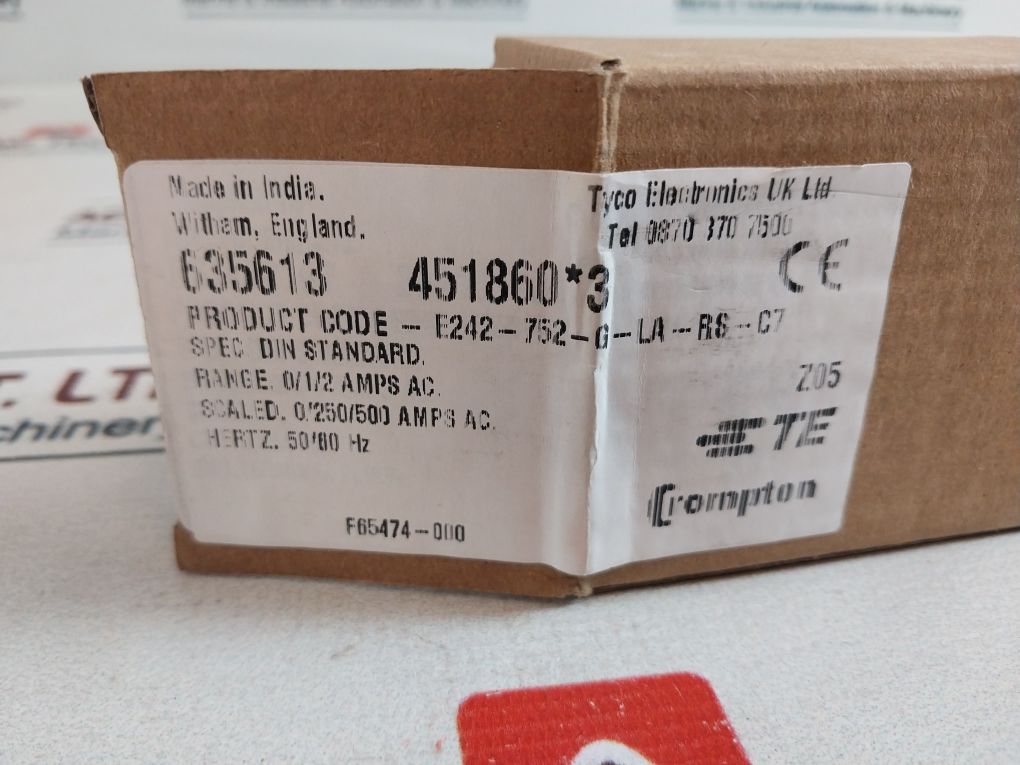 Made in India.
Tyco Electronics UK Ltd
Witham, England.
Tel 0870 870 7500
635613 451860*3
CE
PRODUCT CODE - E242-752-G-LA-RS-C7
SPEC. DIN STANDARD.
RANGE. 0/1/2 AMPS AC.
Z05
SCALED. 0/250/500 AMPS AC.
TE
HERTZ. 50/60 Hz
Crompton
F65474-000